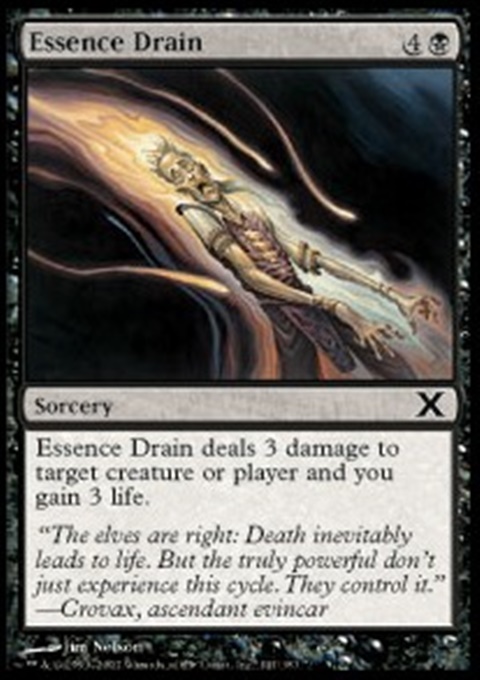 Essence Drain 4
Sorcery X
Essence Drain deals 3 damage to
target creature or player and you
gain 3 life.
“The elves are right: Death inevitably
leads to life. But the truly powerful don’t
just experience this cycle. They control it.”
—Crovax, ascendant evincar
Jim Nelson